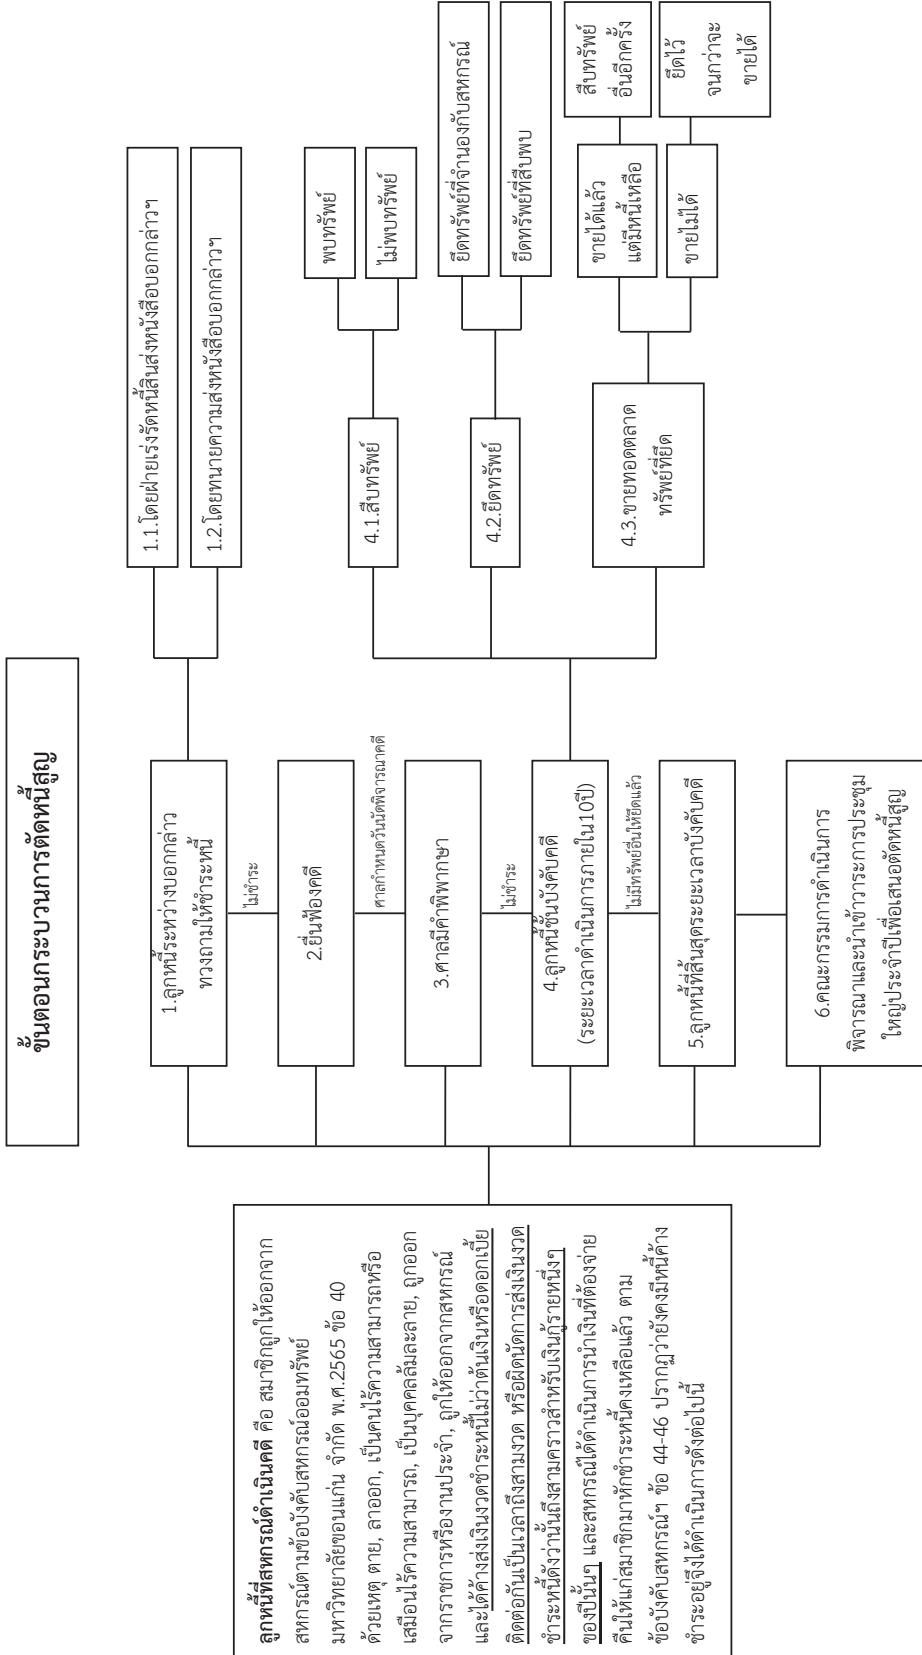 ขั้นตอนกระบวนการตัดหนี้สูญ
ลูกหนี้ที่สหกรณ์ดำเนินคดี คือ สมาชิกถูกให้ออกจาก
สหกรณ์ตามข้อบังคับสหกรณ์ออมทรัพย์
มหาวิทยาลัยขอนแก่น จำกัด พ.ศ.2565 ข้อ 40
ด้วยเหตุ ตาย, ลาออก, เป็นคนไร้ความสามารถหรือ
เสมือนไร้ความสามารถ, เป็นบุคคลล้มละลาย, ถูกออก
จากราชการหรืองานประจำ, ถูกให้ออกจากสหกรณ์
และได้ค้างส่งเงินงวดชำระหนี้ไม่ว่าต้นเงินหรือดอกเบี้ย
ติดต่อกันเป็นเวลาถึงสามงวด หรือผิดนัดการส่งเงินงวด
ชำระหนี้ดังว่านั้นถึงสามคราวสำหรับเงินกู้รายหนึ่งๆ
ของปีนั้นๆ และสหกรณ์ได้ดำเนินการนำเงินที่ต้องจ่าย
คืนให้แก่สมาชิกมาหักชำระหนี้คงเหลือแล้ว ตาม
ข้อบังคับสหกรณ์ฯ ข้อ 44-46 ปรากฏว่ายังคงมีหนี้ค้าง
ชำระอยู่จึงได้ดำเนินการดังต่อไปนี้
1.ลูกหนี้ระหว่างบอกกล่าว
ทวงถามให้ชำระหนี้
1.1.โดยฝ่ายเร่งรัดหนี้สินส่งหนังสือบอกกล่าวฯ
1.2.โดยทนายความส่งหนังสือบอกกล่าวฯ
ไม่ชำระ
2.ยื่นฟ้องคดี
ศาลกำหนดวันนัดพิจารณาคดี
3.ศาลมีคำพิพากษา
ไม่ชำระ
4.ลูกหนี้ชั้นบังคับคดี
(ระยะเวลาดำเนินการภายใน10ปี)
4.1.สืบทรัพย์
พบทรัพย์
ไม่พบทรัพย์
4.2.ยึดทรัพย์
ยึดทรัพย์ที่จำนองกับสหกรณ์
ยึดทรัพย์ที่สืบพบ
4.3.ขายทอดตลาด
ทรัพย์ที่ยึด
ขายได้แล้ว
แต่มีหนี้เหลือ
สืบทรัพย์
อื่นอีกครั้ง
ขายไม่ได้
ยึดไว้
จนกว่าจะ
ขายได้
ไม่มีทรัพย์อื่นให้ยึดแล้ว
5.ลูกหนี้ที่สิ้นสุดระยะเวลาบังคับคดี
6.คณะกรรมการดำเนินการ
พิจารณาและนำเข้าวาระการประชุม
ใหญ่ประจำปีเพื่อเสนอตัดหนี้สูญ